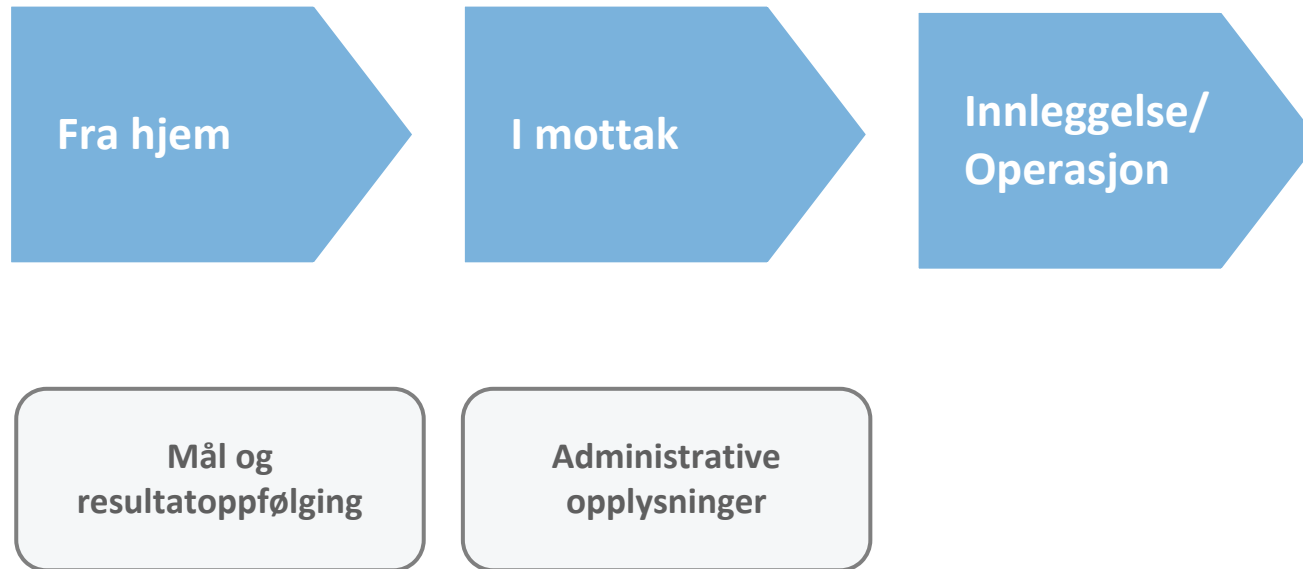 Fra hjem
I mottak
Innleggelse/
Operasjon
Mål og
resultatoppfølging
Administrative
opplysninger